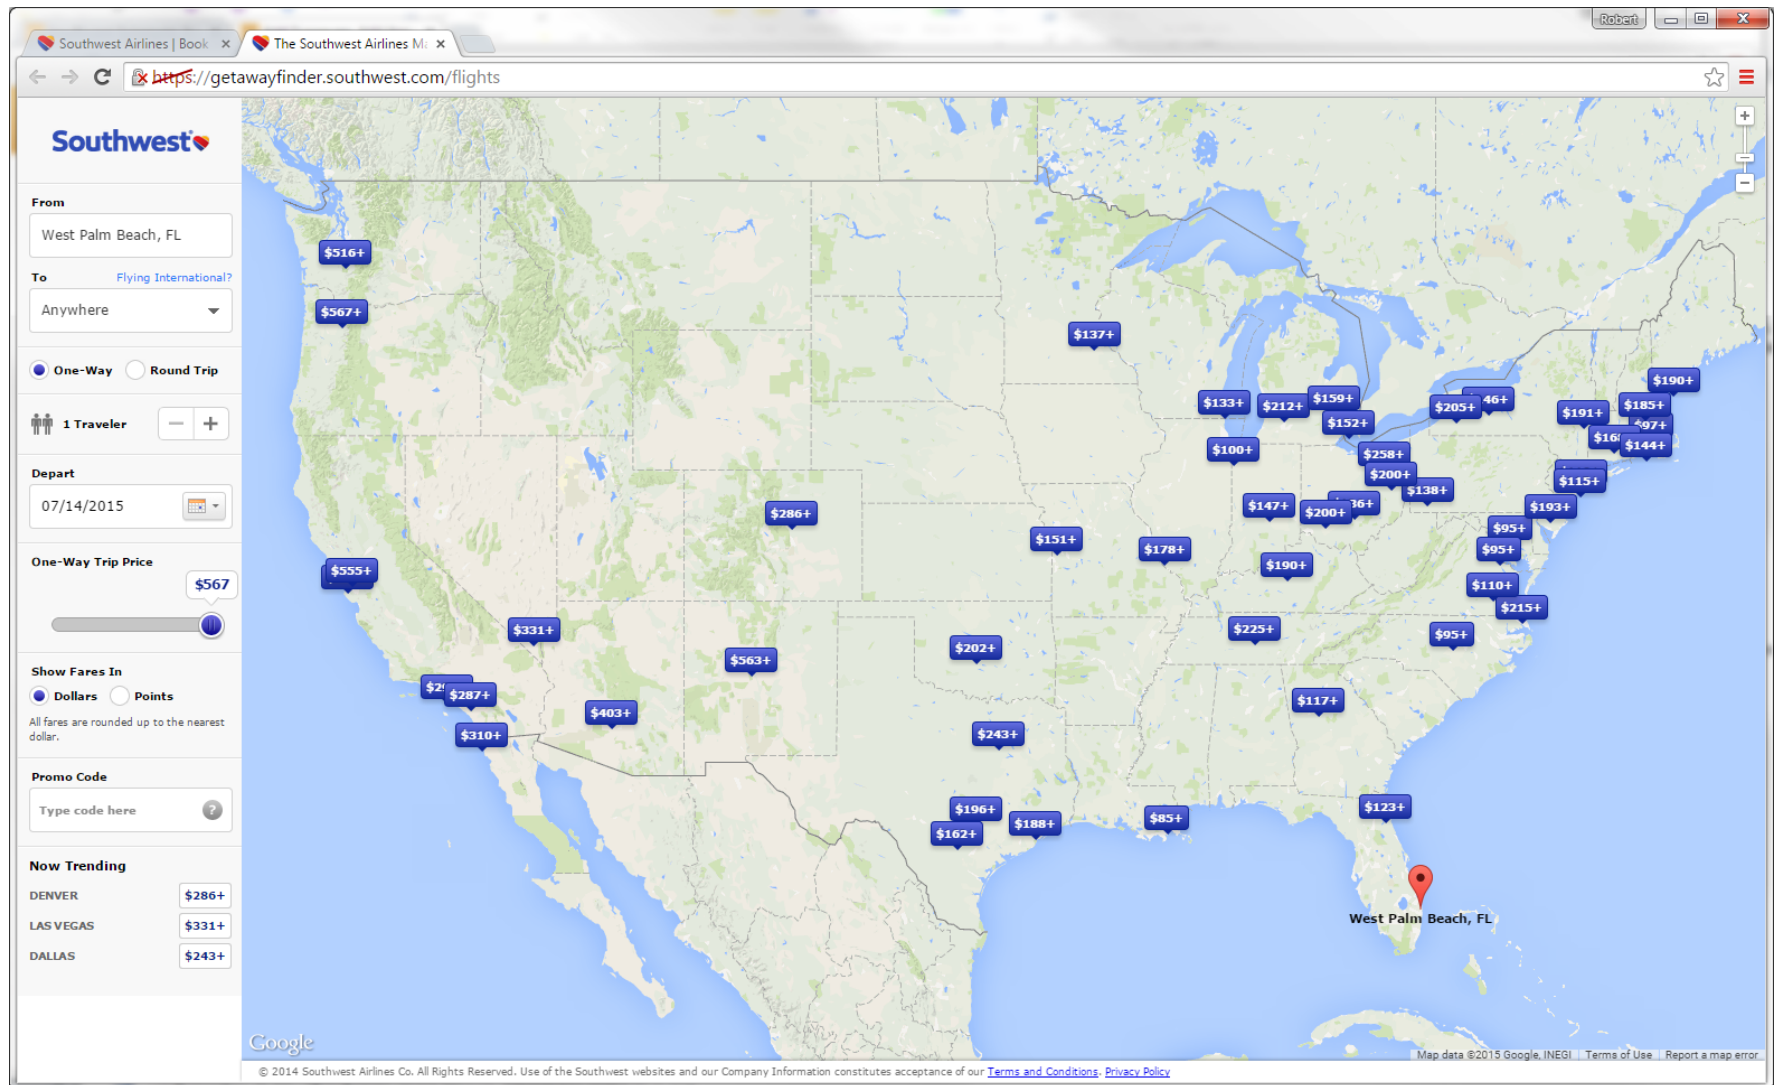 Robert
Southwest Airlines | Book
The Southwest Airlines Ma
https://getawayfinder.southwest.com/flights
Southwest
From
West Palm Beach, FL
To Flying International?
Anywhere
One-Way Round Trip
1 Traveler
Depart
07/14/2015
One-Way Trip Price
$567
Show Fares In
Dollars Points
All fares are rounded up to the nearest
dollar.
Promo Code
Type code here ?
Now Trending
DENVER $286+
LAS VEGAS $331+
DALLAS $243+
$516+
$567+
$137+
$190+
$133+
$212+
$159+
$205+
46+
$191+
$185+
$152+
$97+
$144+
$100+
$258+
$200+
$138+
$115+
$147+
$200+
36+
$193+
$286+
$95+
$151+
$178+
$95+
$190+
$555+
$110+
$215+
$331+
$225+
$95+
$202+
$563+
$287+
$403+
$117+
$310+
$243+
$196+
$123+
$162+
$188+
$85+
West Palm Beach, FL
Google
Map data ©2015 Google, INEGI Terms of Use Report a map error
© 2014 Southwest Airlines Co. All Rights Reserved. Use of the Southwest websites and our Company Information constitutes acceptance of our Terms and Conditions. Privacy Policy